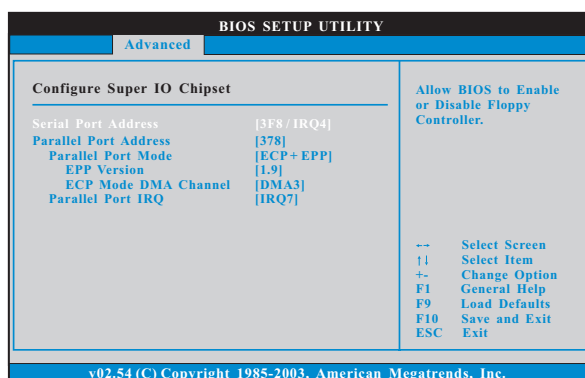 BIOS SETUP UTILITY
Advanced
Configure Super IO Chipset
Serial Port Address [3F8 / IRQ4]
Parallel Port Address [378]
Parallel Port Mode [ECP + EPP]
EPP Version [1.9]
ECP Mode DMA Channel [DMA3]
Parallel Port IRQ [IRQ7]
Allow BIOS to Enable
or Disable Floppy
Controller.
←→ Select Screen
↑↓ Select Item
+- Change Option
F1 General Help
F9 Load Defaults
F10 Save and Exit
ESC Exit
v02.54 (C) Copyright 1985-2003, American Megatrends, Inc.